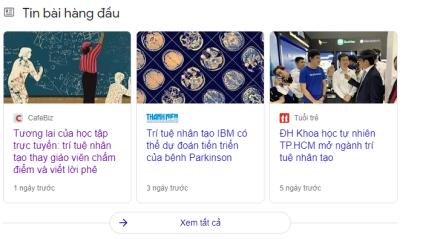 Tin bài hàng đầu
CafeBiz
Tương lai của học tập
trực tuyến: trí tuệ nhân
tạo thay giáo viên chấm
điểm và viết lời phê
1 ngày trước
THANH NIÊN
Trí tuệ nhân tạo IBM có
thể dự đoán tiến triển
của bệnh Parkinson
3 ngày trước
Tuổi trẻ
ĐH Khoa học tự nhiên
TP.HCM mở ngành trí
tuệ nhân tạo
5 ngày trước
Xem tất cả